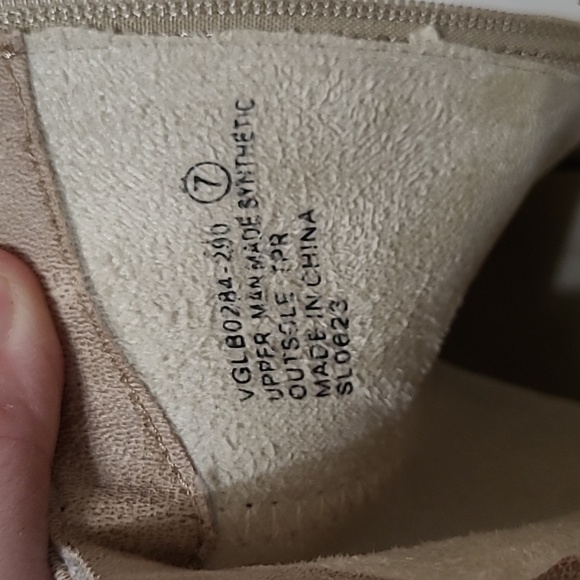 VGLB0284-290 7
UPPER MAN MADE SYNTHETIC
OUTSOLE TPR
MADE IN CHINA
SL0623